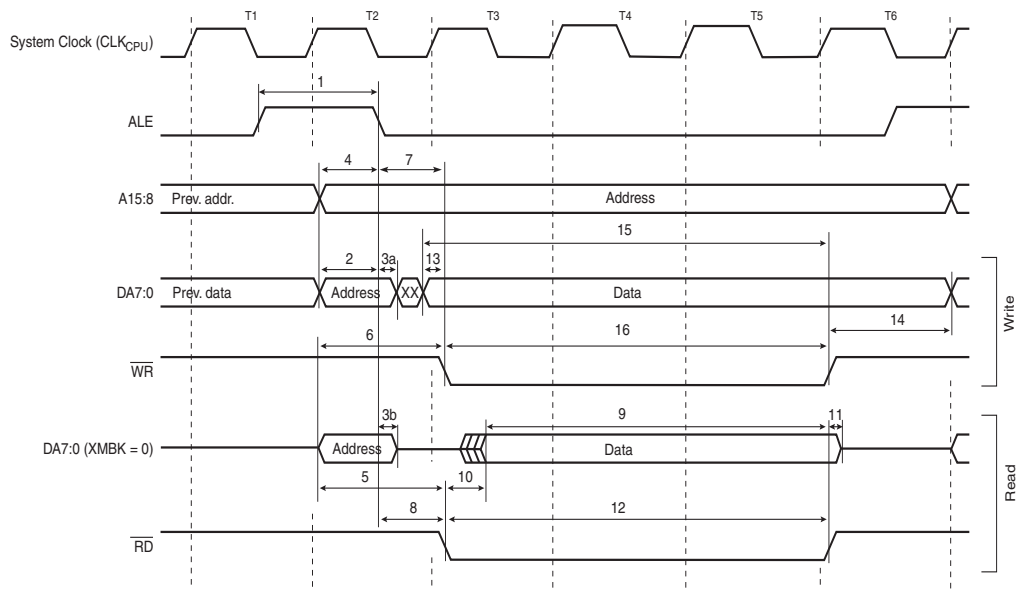 T1 T2 T3 T4 T5 T6
System Clock (CLKCPU)
1
ALE
4 7
A15:8 Prev. addr. Address
15
2 3a 13
DA7:0 Prev. data Address XX Data
14
6 16
WR
Write
3b 9 11
DA7:0 (XMBK = 0) Address Data
5 10
8 12
RD
Read